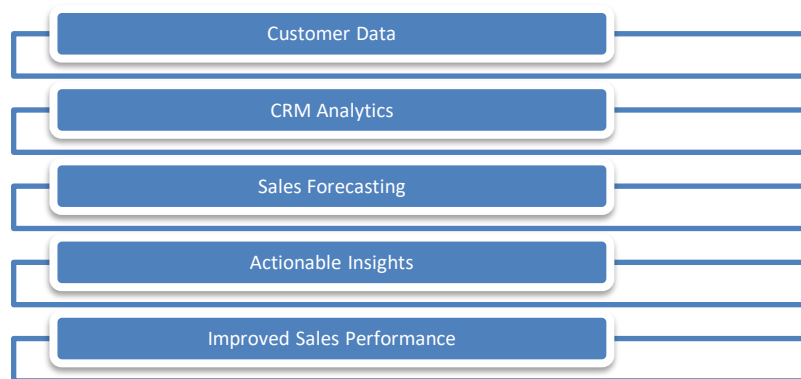 Customer Data
CRM Analytics
Sales Forecasting
Actionable Insights
Improved Sales Performance